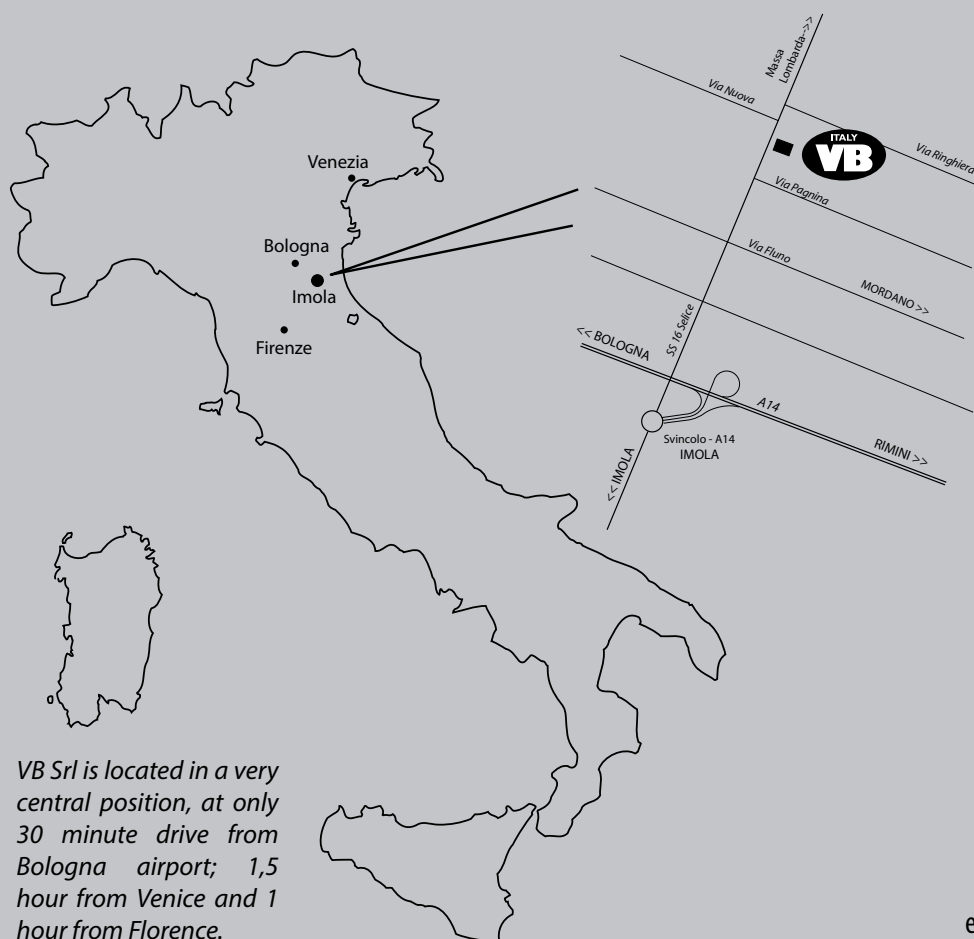 Venezia
Bologna
Imola
Firenze
Massa
Lombarda-->>
Via Nuova
ITALY
VB
Via Ringhiera
Via Pagnina
Via Fluno
MORDANO >>
SS 16 Selice
<< BOLOGNA
A14
Svincolo - A14
IMOLA
RIMINI >>
<< IMOLA
VB Srl is located in a very
central position, at only
30 minute drive from
Bologna airport; 1,5
hour from Venice and 1
hour from Florence.
e